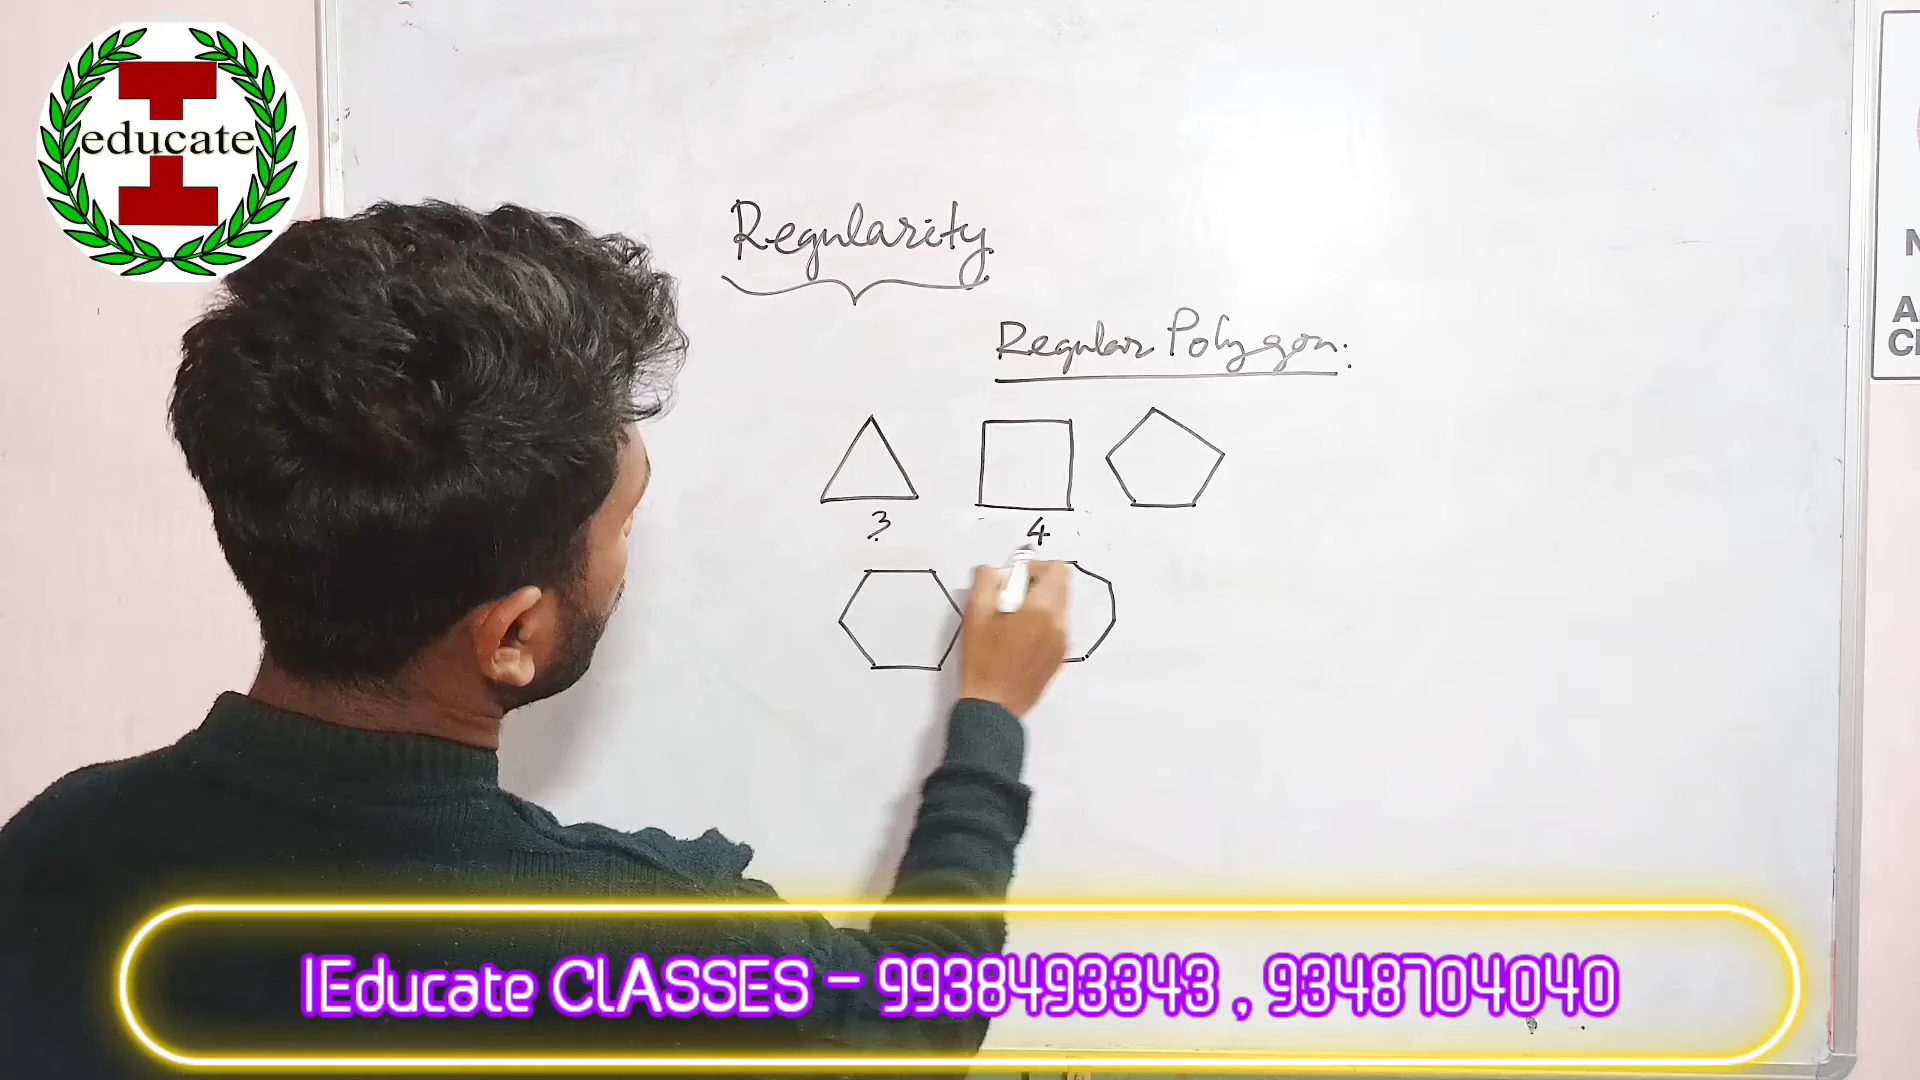 I
educate
Regularity
Regular Polygon.
3
4
N
A
IEducate ClASSES - 9938493343 , 9348704040